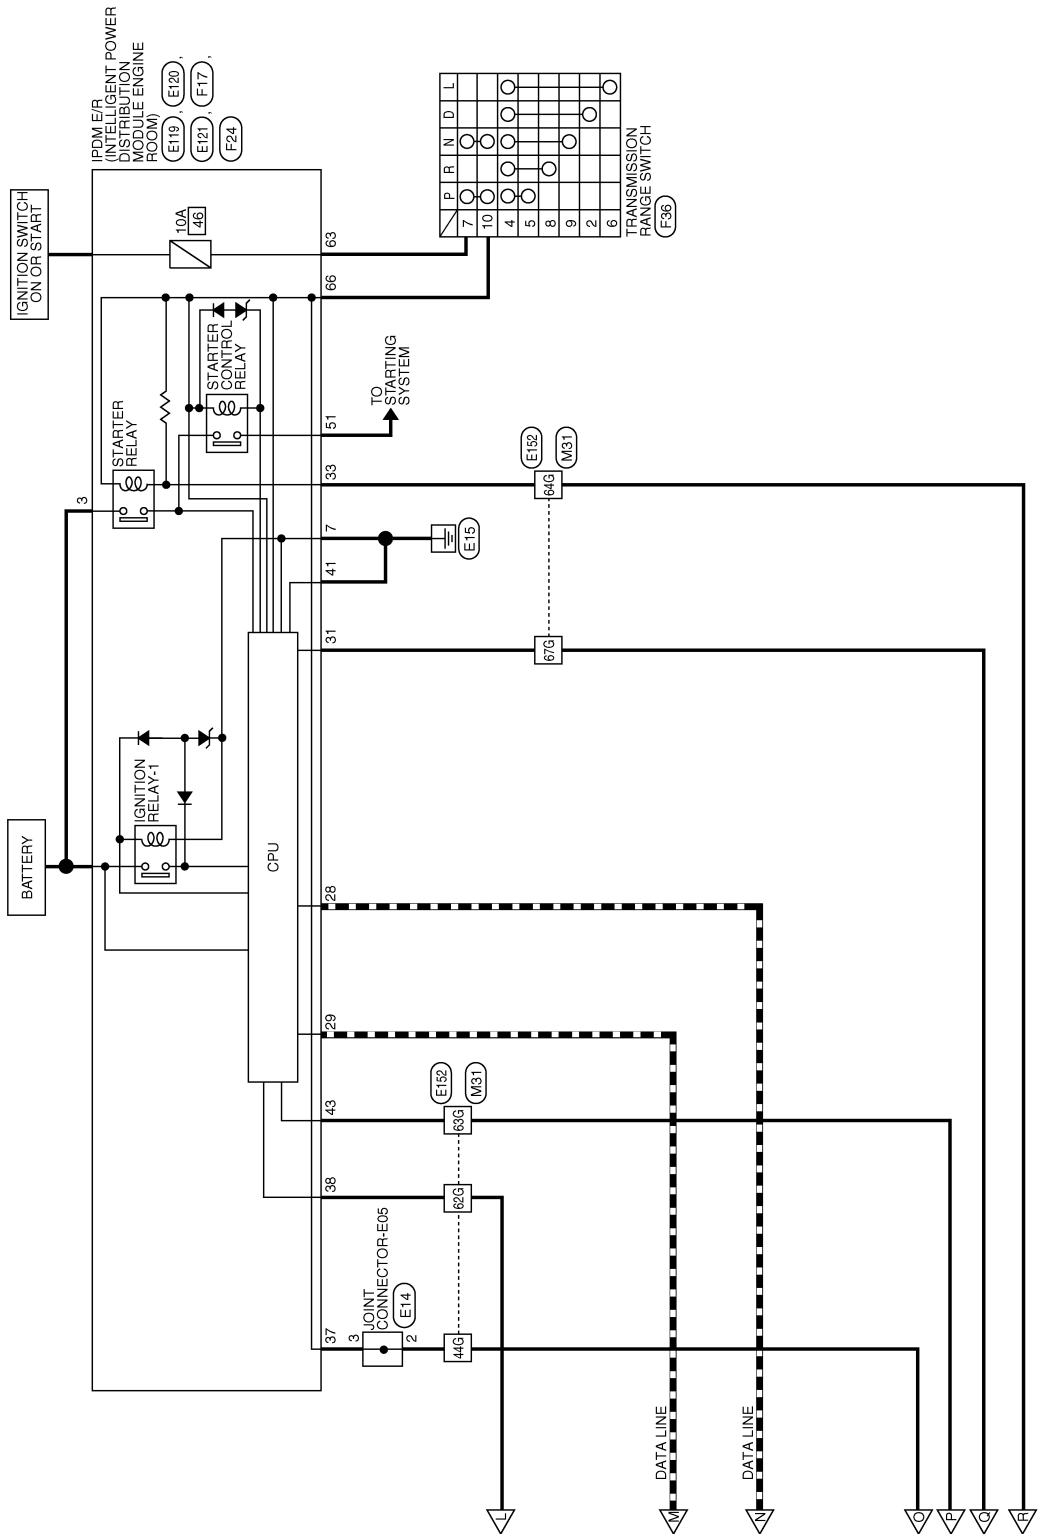 IGNITION SWITCH
ON OR START
BATTERY
IPDM E/R
(INTELLIGENT POWER
DISTRIBUTION
MODULE ENGINE
ROOM)
E119 , E120 ,
E121 , F17 ,
F24
10A
46
STARTER
RELAY
STARTER
CONTROL
RELAY
IGNITION
RELAY-1
CPU
3
63
66
51
33
7
41
31
28
29
43
38
37
TO
STARTING
SYSTEM
E15
P R N D L
7
10
4
5
8
9
2
6
TRANSMISSION
RANGE SWITCH
F36
E152
M31
64G
67G
E152
M31
63G
62G
44G
3
JOINT
CONNECTOR-E05
E14
2
DATA LINE
DATA LINE
L
M
N
O
P
Q
R